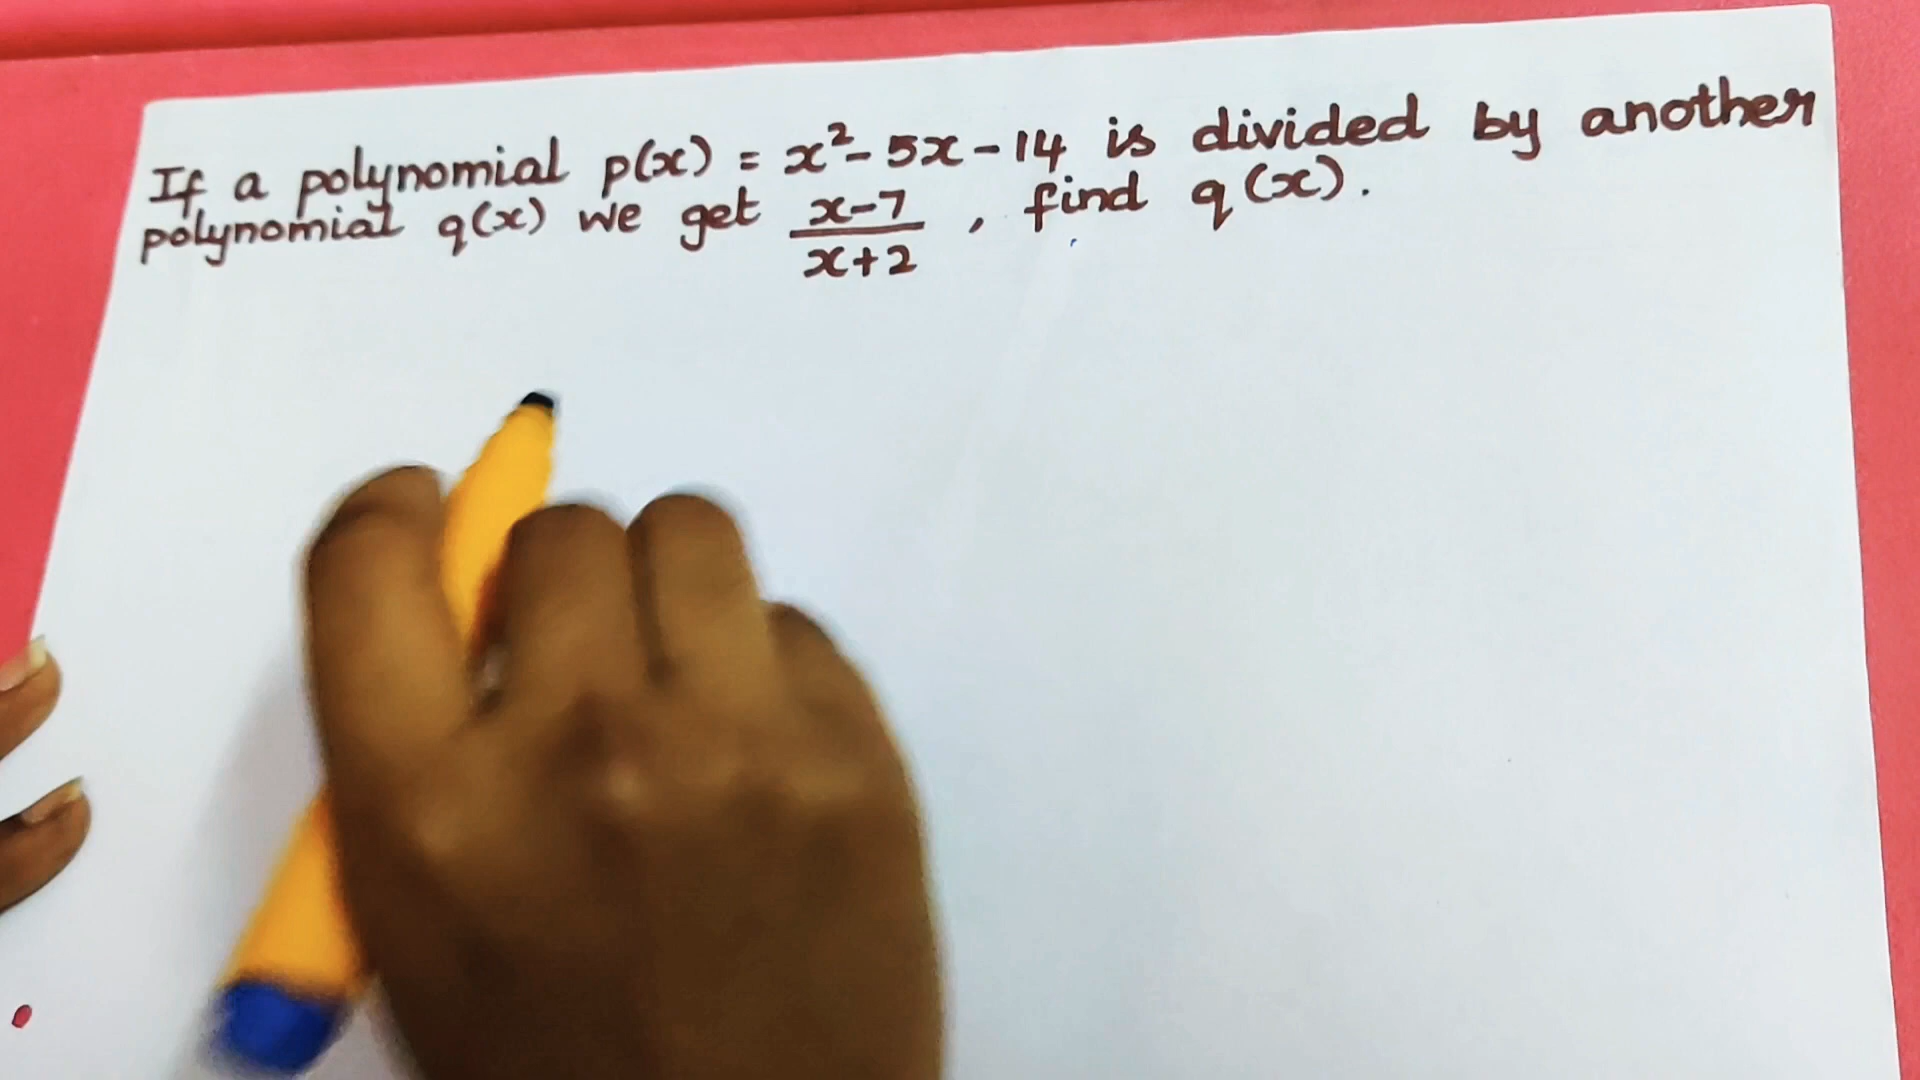 If a polynomial p(x) = x² - 5x - 14 is divided by another
polynomial q(x) we get x-7/x+2, find q(x).